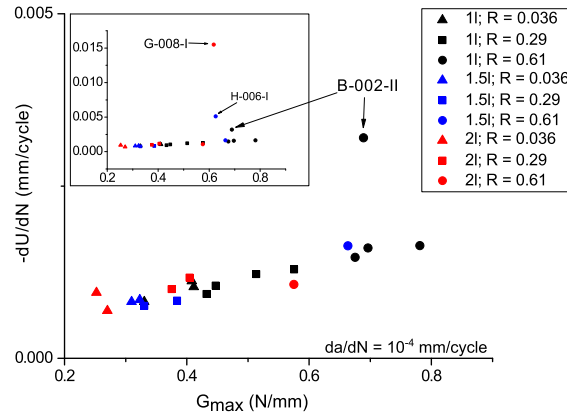 0.005
0.015
0.010
0.005
0.000
0.2 0.4 0.6 0.8 1.0
G-008-I
H-006-I
B-002-II
1l; R = 0.036
1l; R = 0.29
1l; R = 0.61
1.5l; R = 0.036
1.5l; R = 0.29
1.5l; R = 0.61
2l; R = 0.036
2l; R = 0.29
2l; R = 0.61
-dU/dN (mm/cycle)
da/dN = 10⁻⁴ mm/cycle
0.000
0.2 0.4 0.6 0.8
Gmax (N/mm)